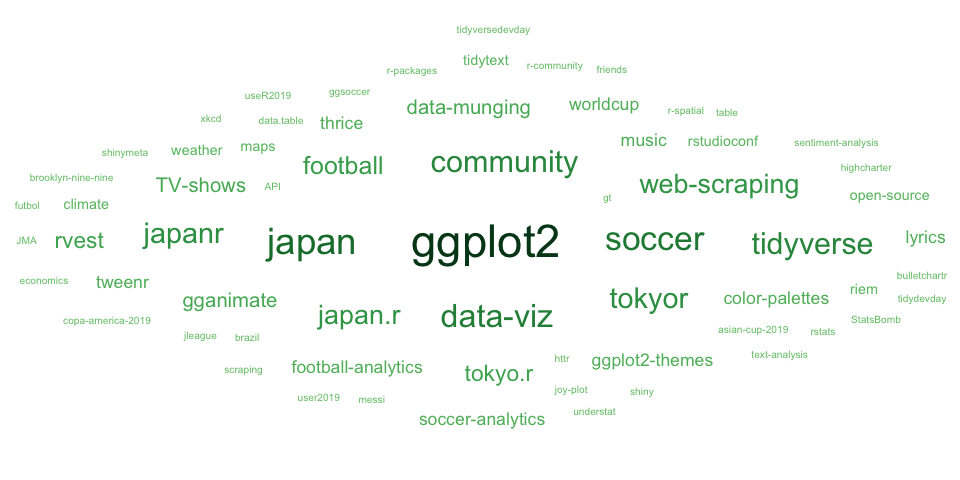 tidyversedevday
tidytext
r-packages r-community friends
useR2019 ggsoccer
data-munging worldcup
xkcd data.table thrice r-spatial table
shinymeta weather maps music rstudioconf sentiment-analysis
football community
brooklyn-nine-nine highcharter
TV-shows API web-scraping
futbol climate gt open-source
JMA rvest japanr japan ggplot2 soccer tidyverse lyrics
economics tweenr bulletchartr
gganimate tokyor color-palettes riem tidydevday
copa-america-2019 japan.r data-viz StatsBomb
jleague brazil asian-cup-2019 rstats
httr text-analysis
scraping football-analytics tokyo.r ggplot2-themes
user2019 messi joy-plot shiny
soccer-analytics understat